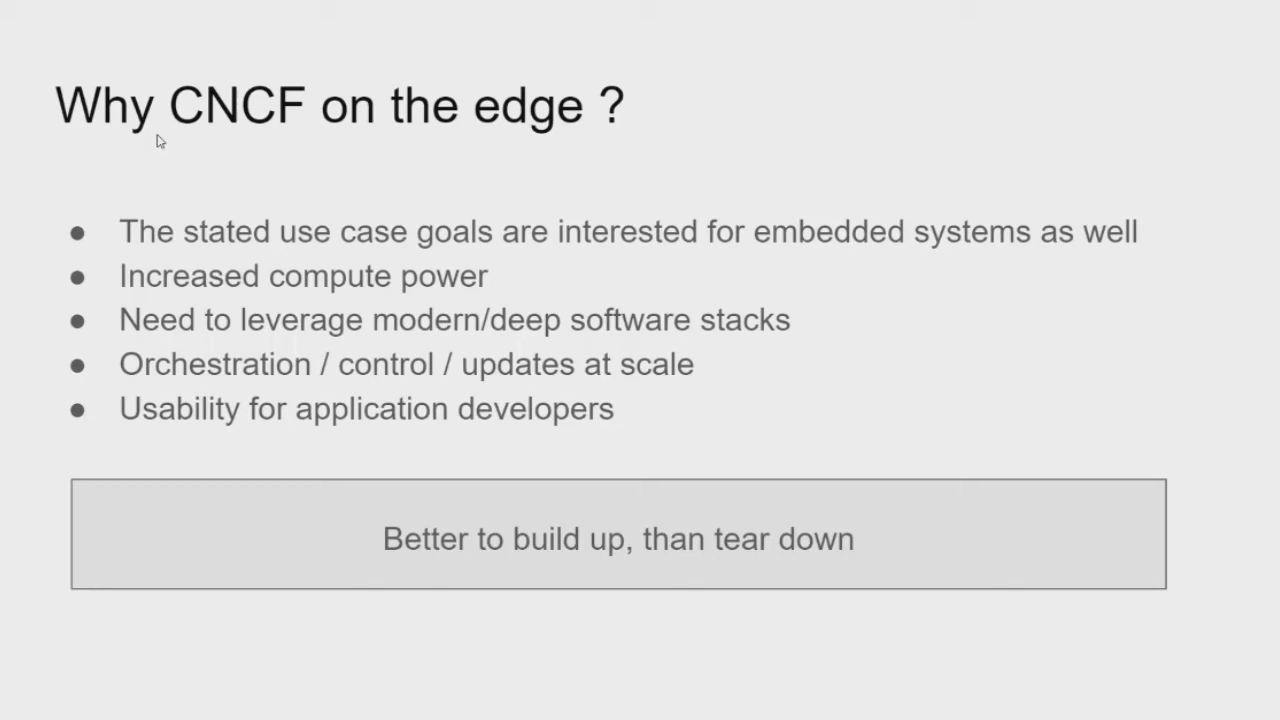 Why CNCF on the edge ?
● The stated use case goals are interested for embedded systems as well
● Increased compute power
● Need to leverage modern/deep software stacks
● Orchestration / control / updates at scale
● Usability for application developers
Better to build up, than tear down